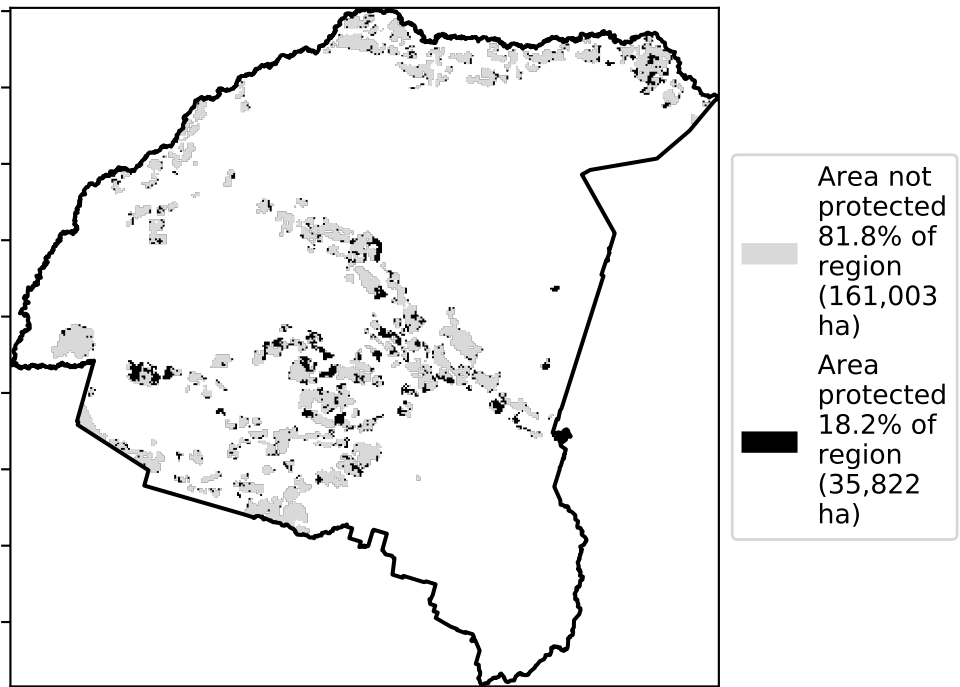 Area not
protected
81.8% of
region
(161,003
ha)
Area
protected
18.2% of
region
(35,822
ha)